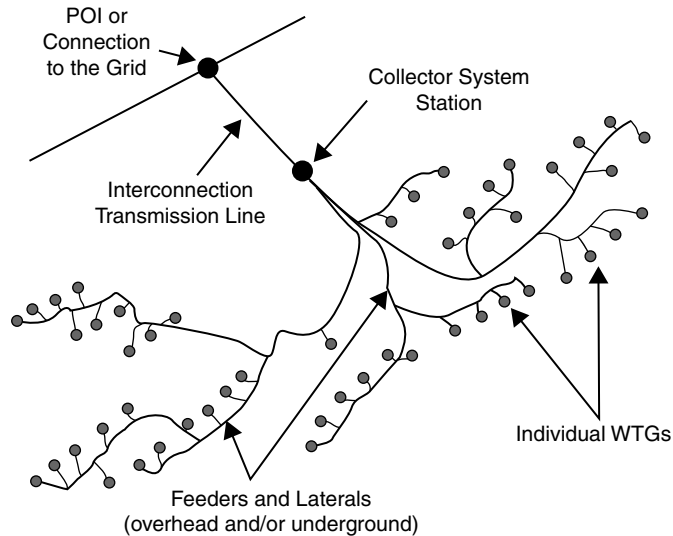 POI or
Connection
to the Grid
Collector System
Station
Interconnection
Transmission Line
Individual WTGs
Feeders and Laterals
(overhead and/or underground)